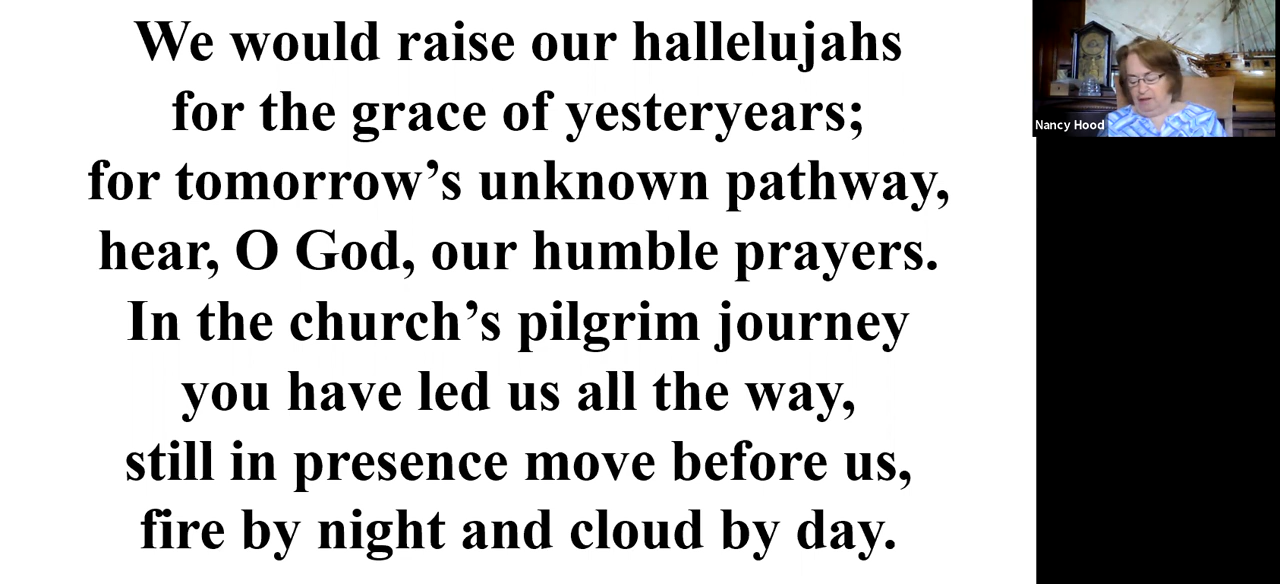 We would raise our hallelujahs
for the grace of yesteryears;
for tomorrow’s unknown pathway,
hear, O God, our humble prayers.
In the church’s pilgrim journey
you have led us all the way,
still in presence move before us,
fire by night and cloud by day.
Nancy Hood